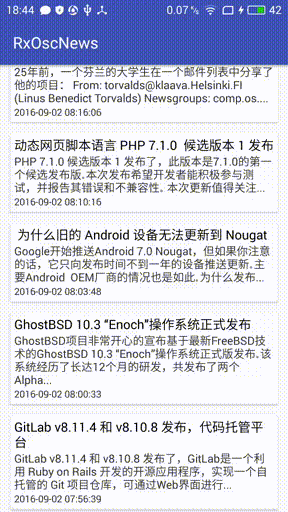 18:44 0.07% 42
RxOscNews
25年前，一个芬兰的大学生在一个邮件列表中分享了
他的项目： From: torvalds@klaava.Helsinki.FI
(Linus Benedict Torvalds) Newsgroups: comp.os....
2016-09-02 08:16:06
动态网页脚本语言 PHP 7.1.0 候选版本 1 发布
PHP 7.1.0 候选版本 1 发布了，此版本是7.1.0的第一
个候选发布版.本次发布希望开发者能积极参与测
试，并报告其错误和不兼容性. 本次更新值得关注...
2016-09-02 08:10:16
为什么旧的 Android 设备无法更新到 Nougat
Google开始推送Android 7.0 Nougat，但如果你注意
的话，它只向发布时间不到一年的设备推送更新.主
要Android OEM厂商的情况也是如此.为什么发布...
2016-09-02 08:03:48
GhostBSD 10.3 “Enoch”操作系统正式发布
GhostBSD项目非常开心的宣布基于最新FreeBSD技
术的GhostBSD 10.3 “Enoch”操作系统正式版发布.该
系统经历了长达12个月的研发，共发布了两个
Alpha...
2016-09-02 08:00:33
GitLab v8.11.4 和 v8.10.8 发布，代码托管平
台
GitLab v8.11.4 和 v8.10.8 发布了，GitLab是一个利
用 Ruby on Rails 开发的开源应用程序，实现一个自
托管的 Git 项目仓库，可通过Web界面进行...
2016-09-02 07:56:39